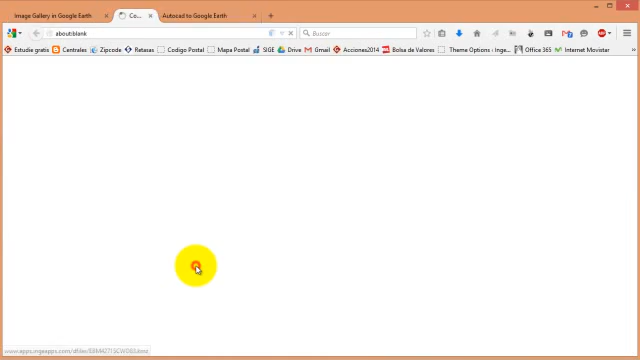 Image Gallery in Google Earth
Co...
Autocad to Google Earth
about:blank
Buscar
Estudie gratis
Centrales
Zipcode
Retasas
Codigo Postal
Mapa Postal
SIGE
Drive
Gmail
Acciones2014
Bolsa de Valores
Theme Options › Inge...
Office 365
Internet Movistar